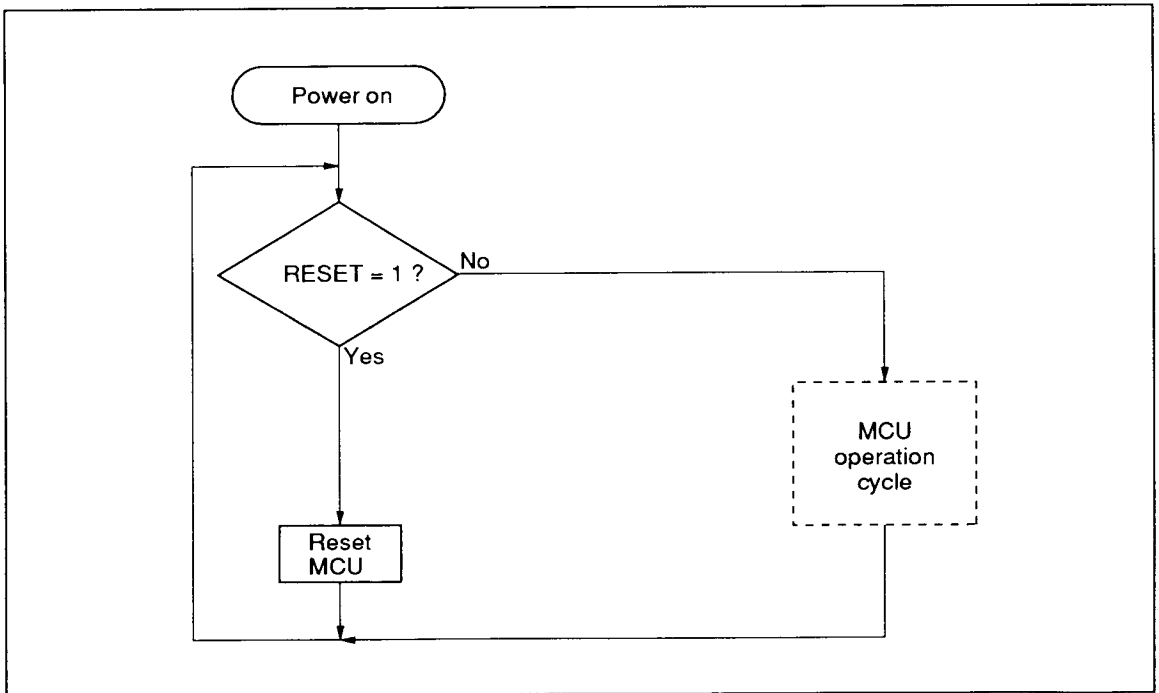 Power on
RESET = 1 ?
No
Yes
MCU
operation
cycle
Reset
MCU